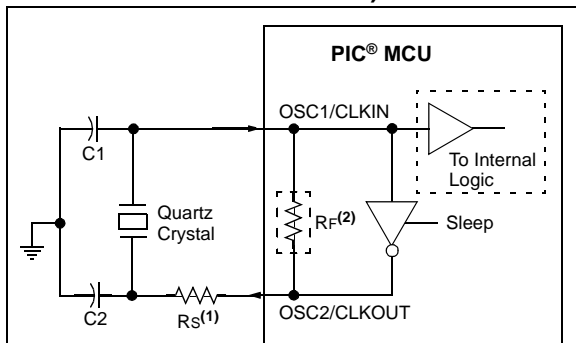 PIC® MCU
OSC1/CLKIN
C1
To Internal
Logic
Quartz
Crystal
RF(2)
Sleep
C2
RS(1)
OSC2/CLKOUT